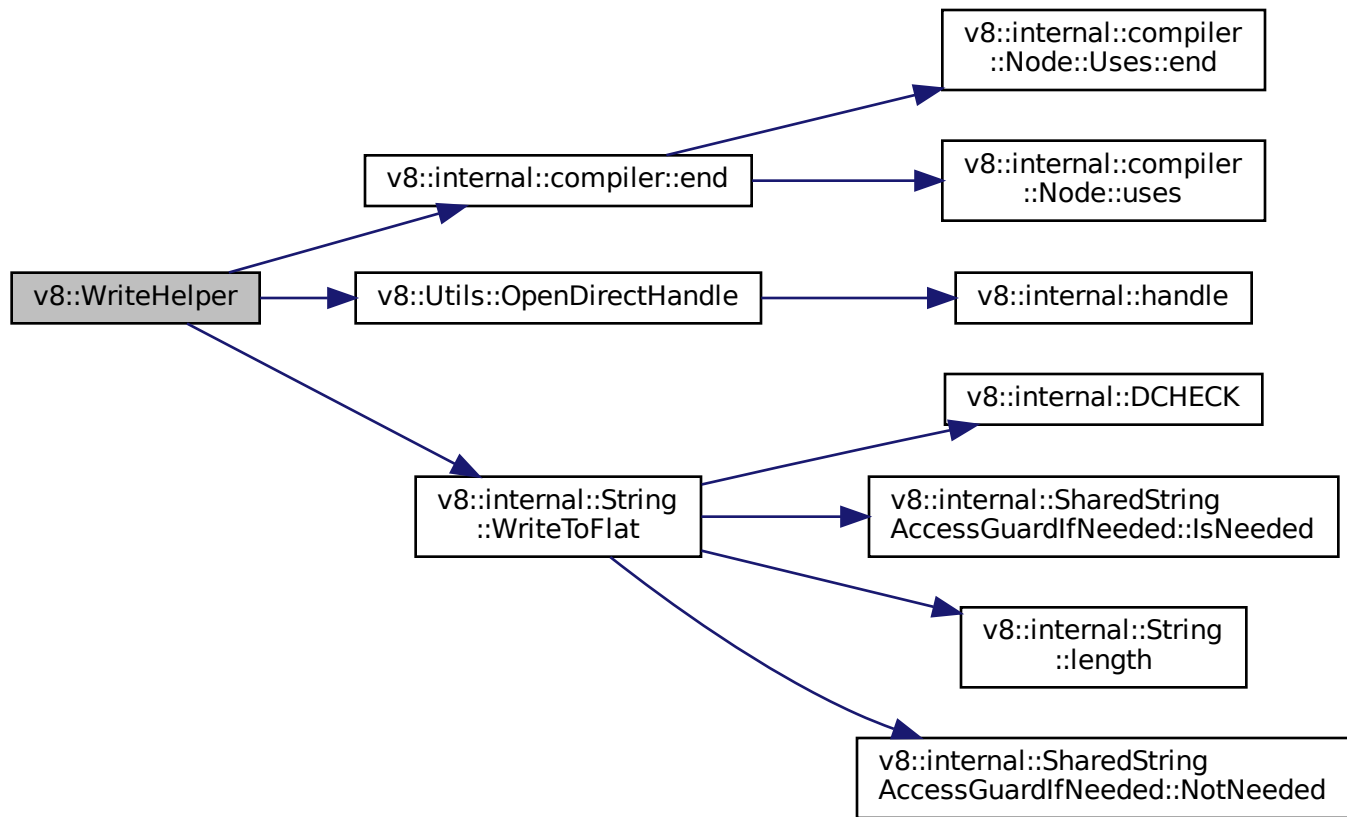 v8::internal::compiler
::Node::Uses::end
v8::internal::compiler::end
v8::internal::compiler
::Node::uses
v8::WriteHelper
v8::Utils::OpenDirectHandle
v8::internal::handle
v8::internal::DCHECK
v8::internal::String
::WriteToFlat
v8::internal::SharedString
AccessGuardIfNeeded::IsNeeded
v8::internal::String
::length
v8::internal::SharedString
AccessGuardIfNeeded::NotNeeded